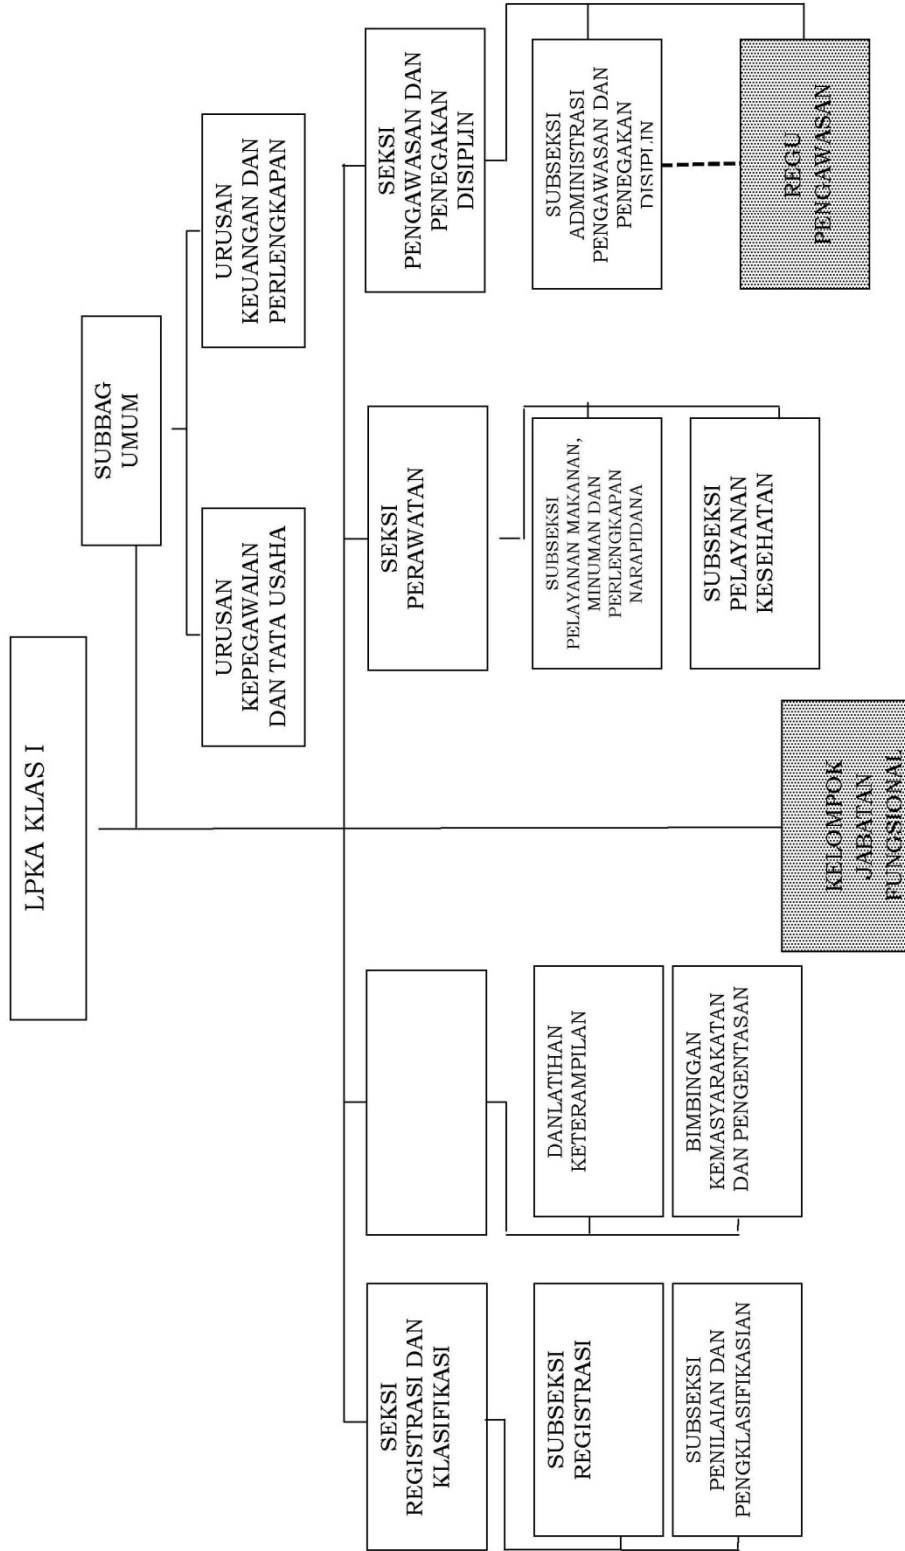 LPKA KLAS I
SUBBAG
UMUM
URUSAN
KEPEGAWAIAN
DAN TATA USAHA
URUSAN
KEUANGAN DAN
PERLENGKAPAN
SEKSI
REGISTRASI DAN
KLASIFIKASI
SEKSI
PERAWATAN
SEKSI
PENGAWASAN DAN
PENEGAKAN
DISIPLIN
SUBSEKSI
REGISTRASI
DANLATIHAN
KETERAMPILAN
SUBSEKSI
PELAYANAN MAKANAN,
MINUMAN DAN
PERLENGKAPAN
NARAPIDANA
SUBSEKSI
ADMINISTRASI
PENGAWASAN DAN
PENEGAKAN
DISIPLIN
SUBSEKSI
PENILAIAN DAN
PENGKLASIFIKASIAN
BIMBINGAN
KEMASYARAKATAN
DAN PENGENTASAN
SUBSEKSI
PELAYANAN
KESEHATAN
REGU
PENGAWASAN
KELOMPOK
JABATAN
FUNGSIONAL